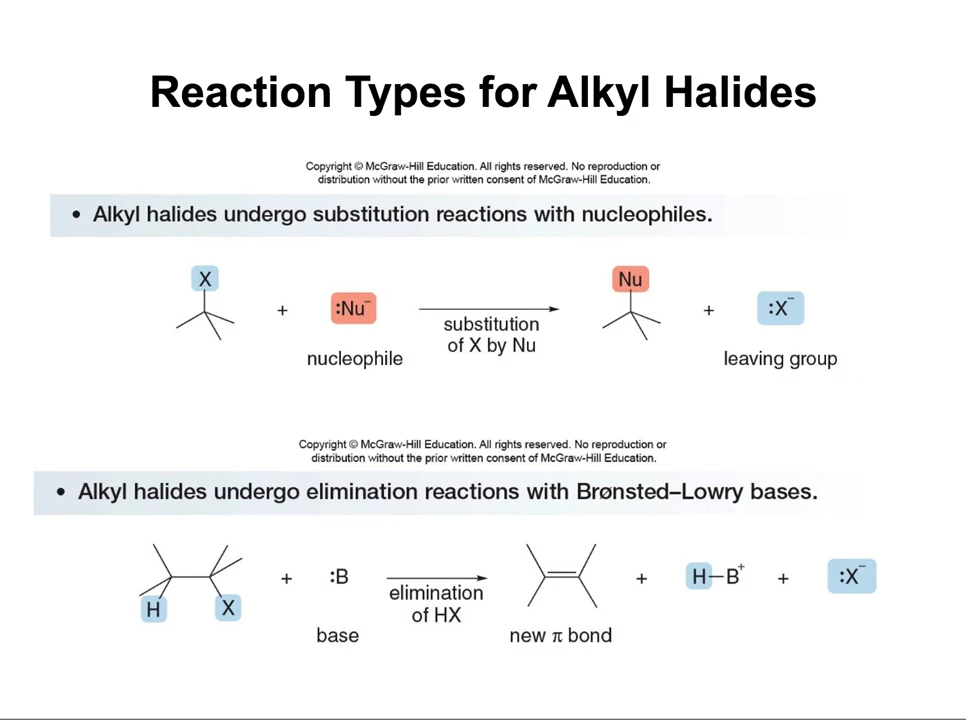 Reaction Types for Alkyl Halides
Copyright © McGraw-Hill Education. All rights reserved. No reproduction or
distribution without the prior written consent of McGraw-Hill Education.
• Alkyl halides undergo substitution reactions with nucleophiles.
X + :Nu⁻ Nu + :X⁻
substitution
of X by Nu
nucleophile leaving group
Copyright © McGraw-Hill Education. All rights reserved. No reproduction or
distribution without the prior written consent of McGraw-Hill Education.
• Alkyl halides undergo elimination reactions with Brønsted–Lowry bases.
H X + :B + H–B⁺ + :X⁻
elimination
of HX
base new π bond